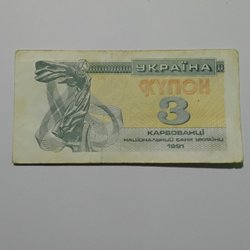 УКРАЇНА
КУПОН
3
КАРБОВАНЦІ
НАЦІОНАЛЬНИЙ БАНК УКРАЇНИ
1991